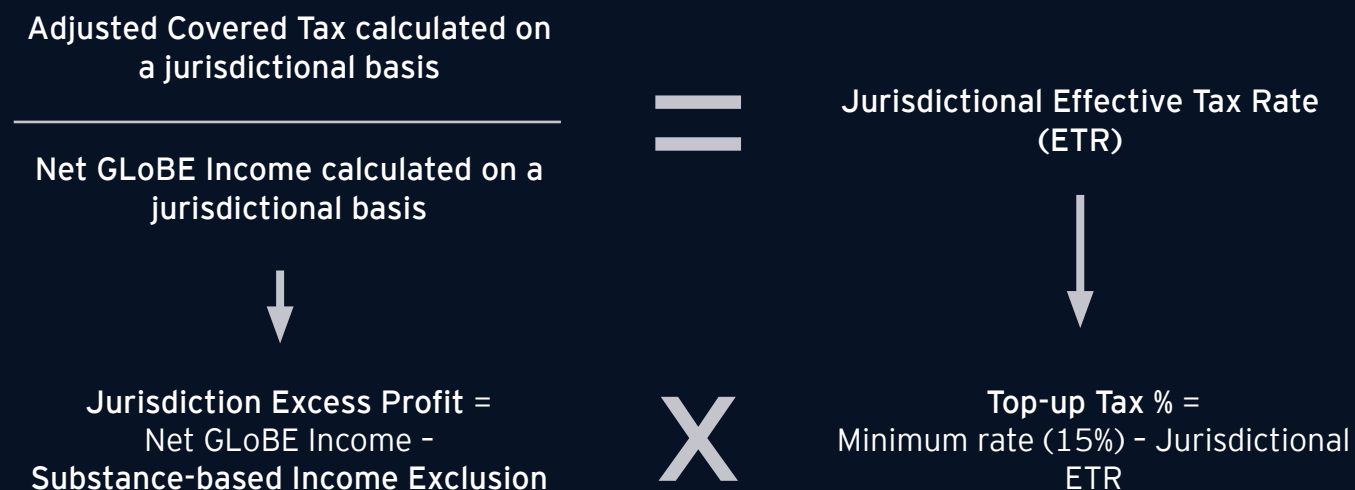 Adjusted Covered Tax calculated on
a jurisdictional basis
Net GLoBE Income calculated on a
jurisdictional basis
=
Jurisdictional Effective Tax Rate
(ETR)
Jurisdiction Excess Profit =
Net GLoBE Income –
Substance-based Income Exclusion
X
Top-up Tax % =
Minimum rate (15%) – Jurisdictional
ETR